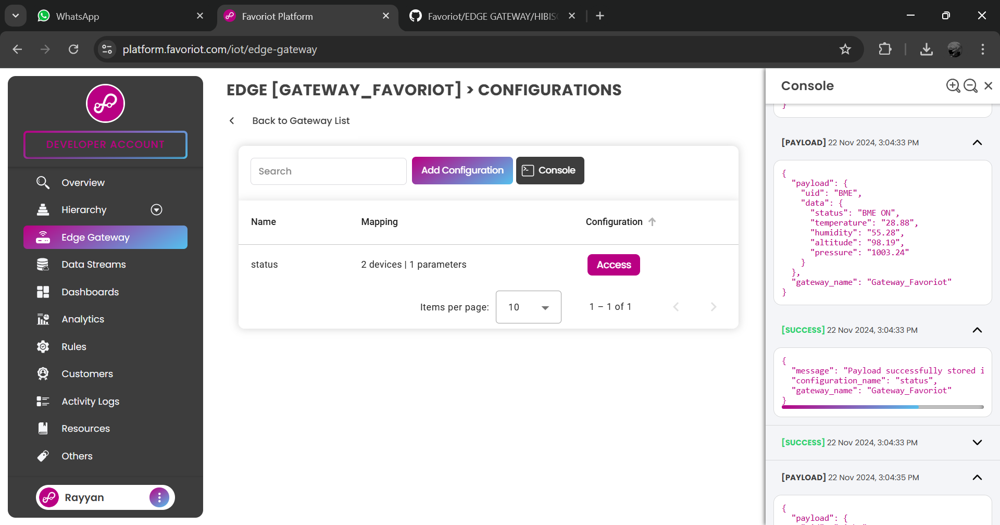 WhatsApp
Favoriot Platform
Favoriot/EDGE GATEWAY/HIBISC
platform.favoriot.com/iot/edge-gateway
DEVELOPER ACCOUNT
Overview
Hierarchy
Edge Gateway
Data Streams
Dashboards
Analytics
Rules
Customers
Activity Logs
Resources
Others
Rayyan
EDGE [GATEWAY_FAVORIOT] > CONFIGURATIONS
Back to Gateway List
Search
Add Configuration
Console
Name Mapping Configuration
status 2 devices | 1 parameters Access
Items per page: 10 1 – 1 of 1
Console
}
[PAYLOAD] 22 Nov 2024, 3:04:33 PM
{
"payload": {
"uid": "BME",
"data": {
"status": "BME ON",
"temperature": "28.88",
"humidity": "55.28",
"altitude": "98.19",
"pressure": "1003.24"
}
},
"gateway_name": "Gateway_Favoriot"
}
[SUCCESS] 22 Nov 2024, 3:04:33 PM
{
"message": "Payload successfully stored i
"configuration_name": "status",
"gateway_name": "Gateway_Favoriot"
}
[SUCCESS] 22 Nov 2024, 3:04:33 PM
[PAYLOAD] 22 Nov 2024, 3:04:35 PM
{
"payload": {